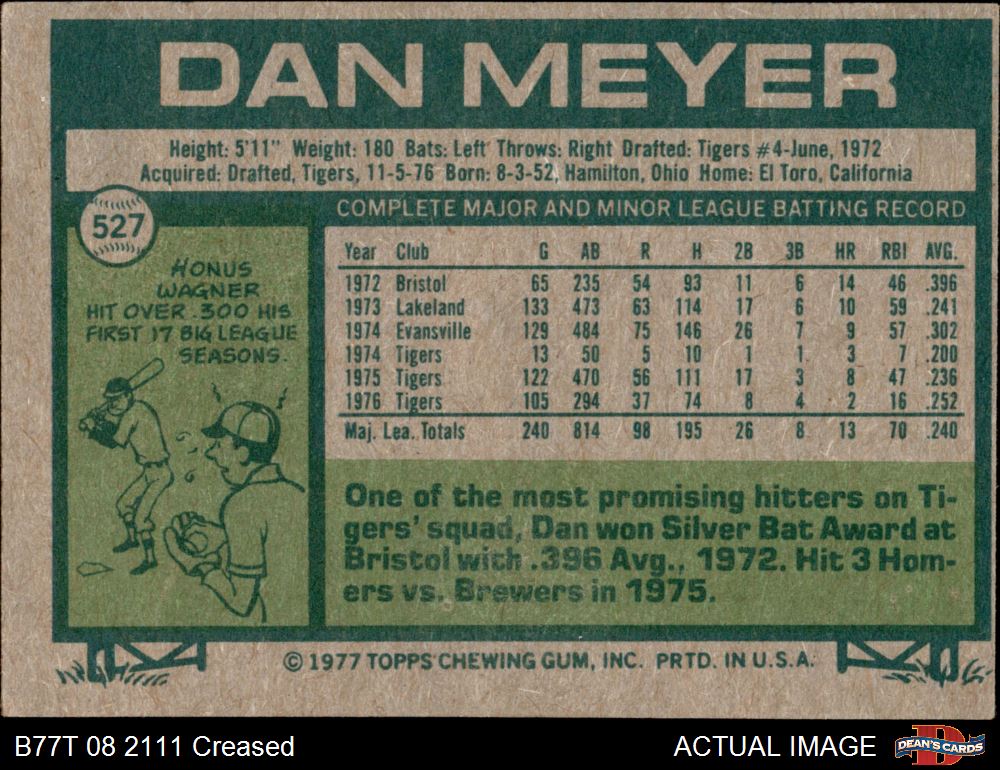 DAN MEYER
Height: 5'11" Weight: 180 Bats: Left Throws: Right Drafted: Tigers #4-June, 1972
Acquired: Drafted, Tigers, 11-5-76 Born: 8-3-52, Hamilton, Ohio Home: El Toro, California
527
HONUS
WAGNER
HIT OVER .300 HIS
FIRST 17 BIG LEAGUE
SEASONS.
COMPLETE MAJOR AND MINOR LEAGUE BATTING RECORD
Year Club G AB R H 2B 3B HR RBI AVG.
1972 Bristol 65 235 54 93 11 6 14 46 .396
1973 Lakeland 133 473 63 114 17 6 10 59 .241
1974 Evansville 129 484 75 146 26 7 9 57 .302
1974 Tigers 13 50 5 10 1 1 3 7 .200
1975 Tigers 122 470 56 111 17 3 8 47 .236
1976 Tigers 105 294 37 74 8 4 2 16 .252
Maj. Lea. Totals 240 814 98 195 26 8 13 70 .240
One of the most promising hitters on Ti-
gers' squad, Dan won Silver Bat Award at
Bristol with .396 Avg., 1972. Hit 3 Hom-
ers vs. Brewers in 1975.
© 1977 TOPPS CHEWING GUM, INC. PRTD. IN U.S.A.
B77T 08 2111 Creased
ACTUAL IMAGE
DEAN'S CARDS